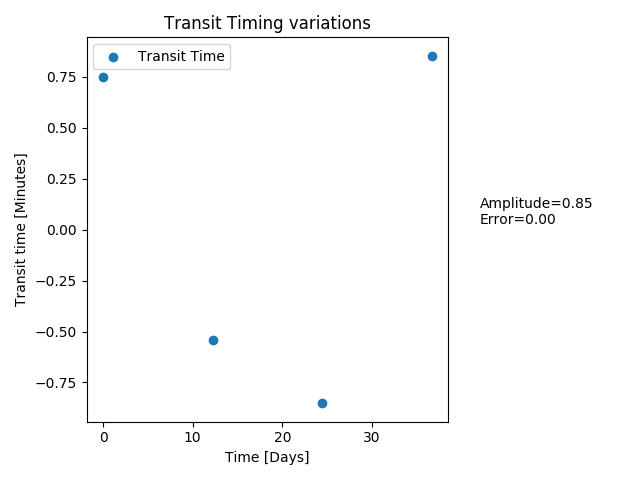 Transit Timing variations
Transit Time
0.75
0.50
0.25
0.00
−0.25
−0.50
−0.75
Transit time [Minutes]
Amplitude=0.85
Error=0.00
0 10 20 30
Time [Days]